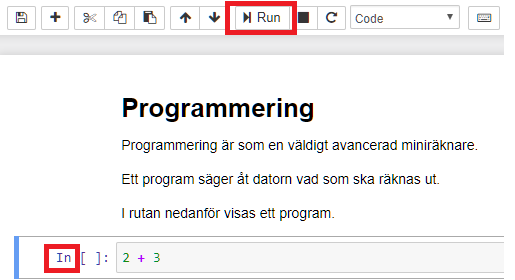 Run
Code
Programmering
Programmering är som en väldigt avancerad miniräknare.
Ett program säger åt datorn vad som ska räknas ut.
I rutan nedanför visas ett program.
In [ ]: 2 + 3